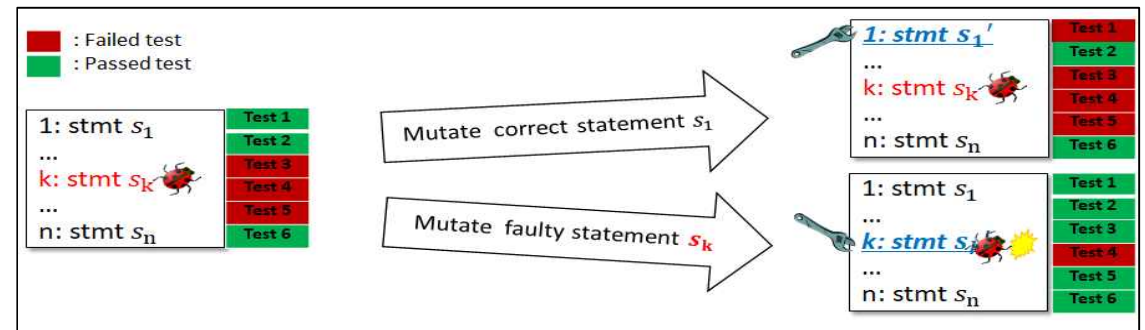 : Failed test
: Passed test
1: stmt s₁
...
k: stmt sₖ
...
n: stmt sₙ
Test 1
Test 2
Test 3
Test 4
Test 5
Test 6
Mutate correct statement s₁
Mutate faulty statement sₖ
1: stmt s₁′
...
k: stmt sₖ
...
n: stmt sₙ
Test 1
Test 2
Test 3
Test 4
Test 5
Test 6
1: stmt s₁
...
k: stmt s
...
n: stmt sₙ
Test 1
Test 2
Test 3
Test 4
Test 5
Test 6